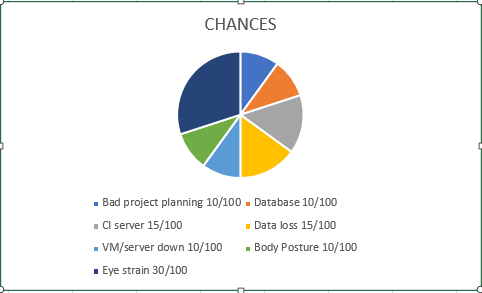 CHANCES
Bad project planning 10/100 Database 10/100
CI server 15/100 Data loss 15/100
VM/server down 10/100 Body Posture 10/100
Eye strain 30/100